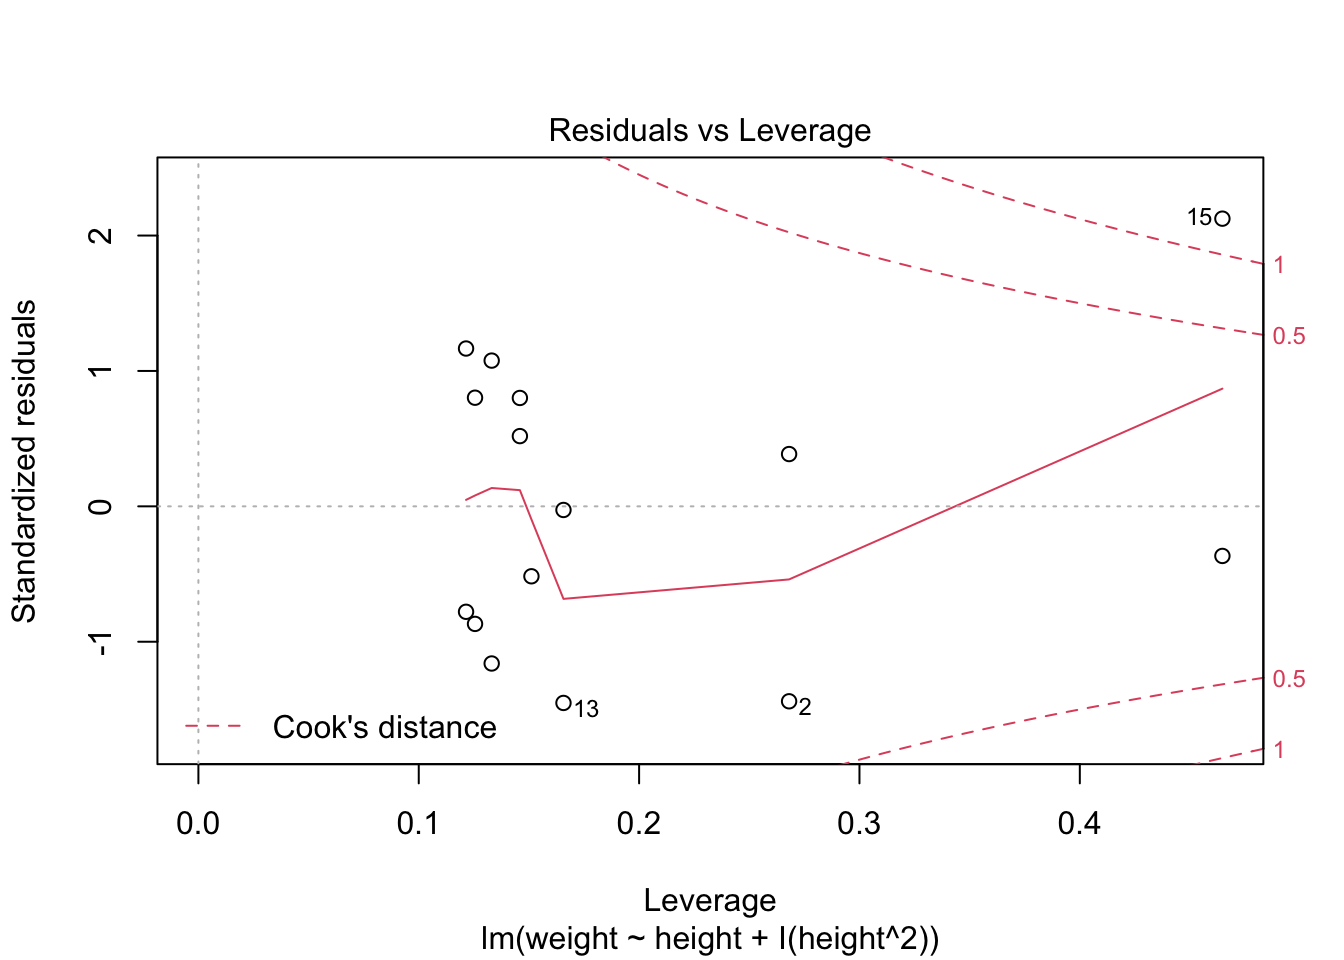 Residuals vs Leverage
Standardized residuals
2
1
0
-1
15
13
2
1
0.5
0.5
1
Cook's distance
0.0 0.1 0.2 0.3 0.4
Leverage
lm(weight ~ height + I(height^2))